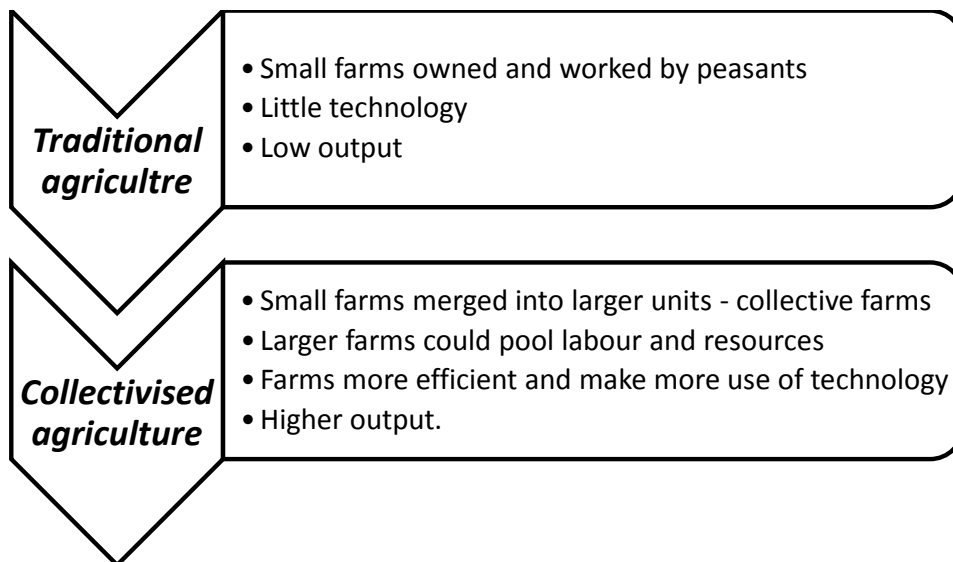 Traditional
agricultre
• Small farms owned and worked by peasants
• Little technology
• Low output
Collectivised
agriculture
• Small farms merged into larger units - collective farms
• Larger farms could pool labour and resources
• Farms more efficient and make more use of technology
• Higher output.